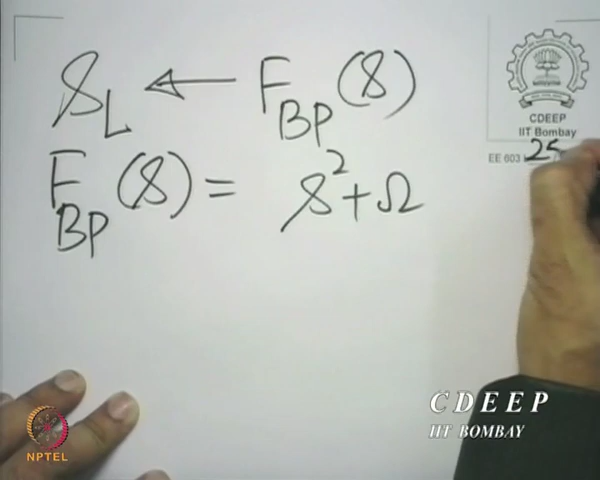 S_L ← F_BP (S)
F_BP (S) = S² + Ω
CDEEP
IIT Bombay
EE 603 L 25
CDEEP
IIT BOMBAY
NPTEL